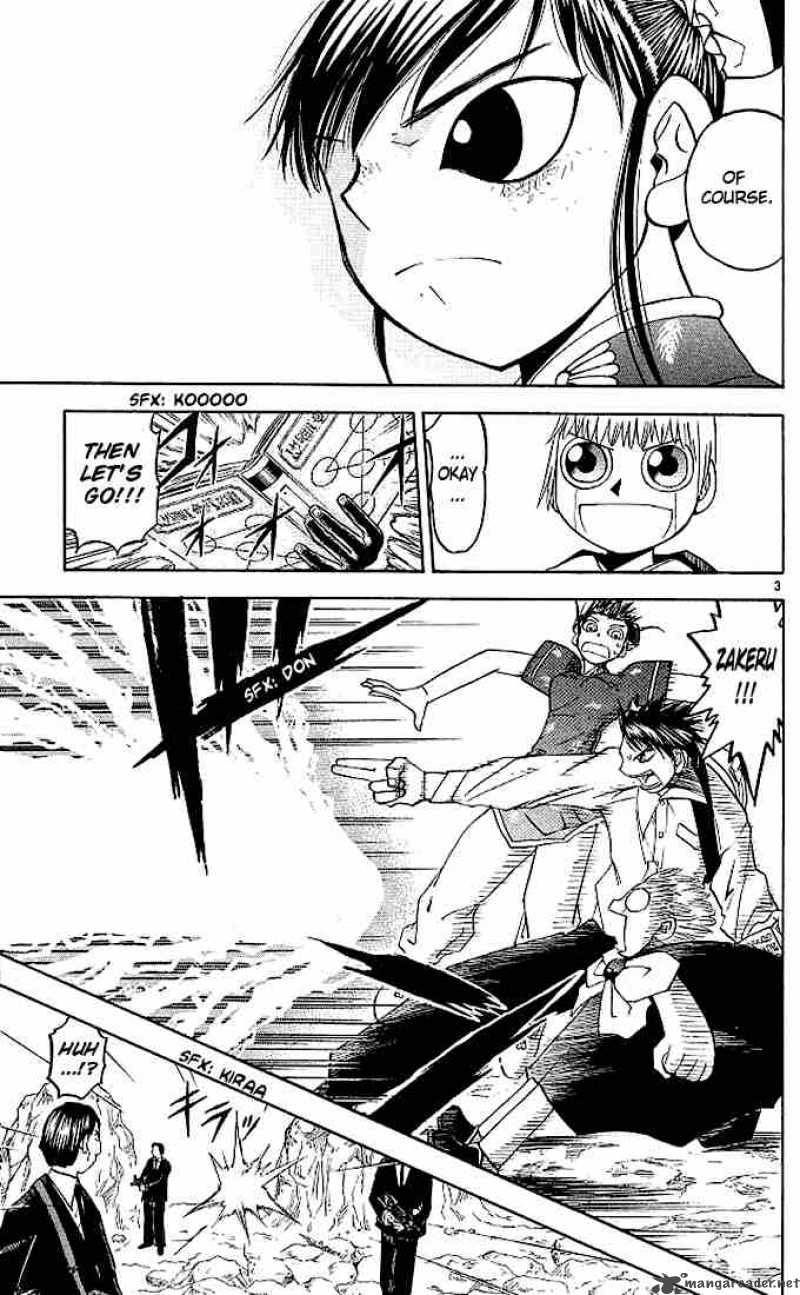 OF
COURSE.
SFX: KOOOOO
...
OKAY
...
THEN
LET'S
GO!!!
3
ZAKERU
!!!
SFX: DON
HUH
...!?
SFX: KIRAA
mangareader.net